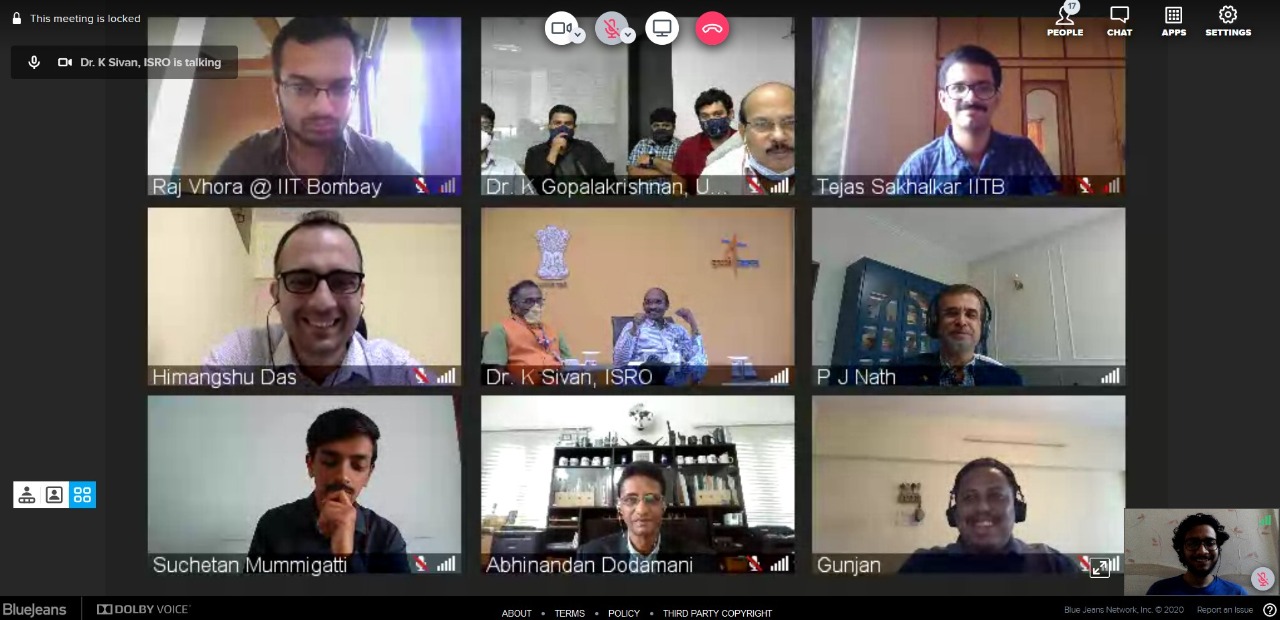 This meeting is locked
Dr. K Sivan, ISRO is talking
17
PEOPLE
CHAT
APPS
SETTINGS
Raj Vhora @ IIT Bombay
Dr. K Gopalakrishnan, U...
Tejas Sakhalkar IITB
Himangshu Das
Dr. K Sivan, ISRO
P J Nath
Suchetan Mummigatti
Abhinandan Dodamani
Gunjan
BlueJeans
DOLBY VOICE
ABOUT • TERMS • POLICY • THIRD PARTY COPYRIGHT
Blue Jeans Network, Inc. © 2020
Report an Issue
?